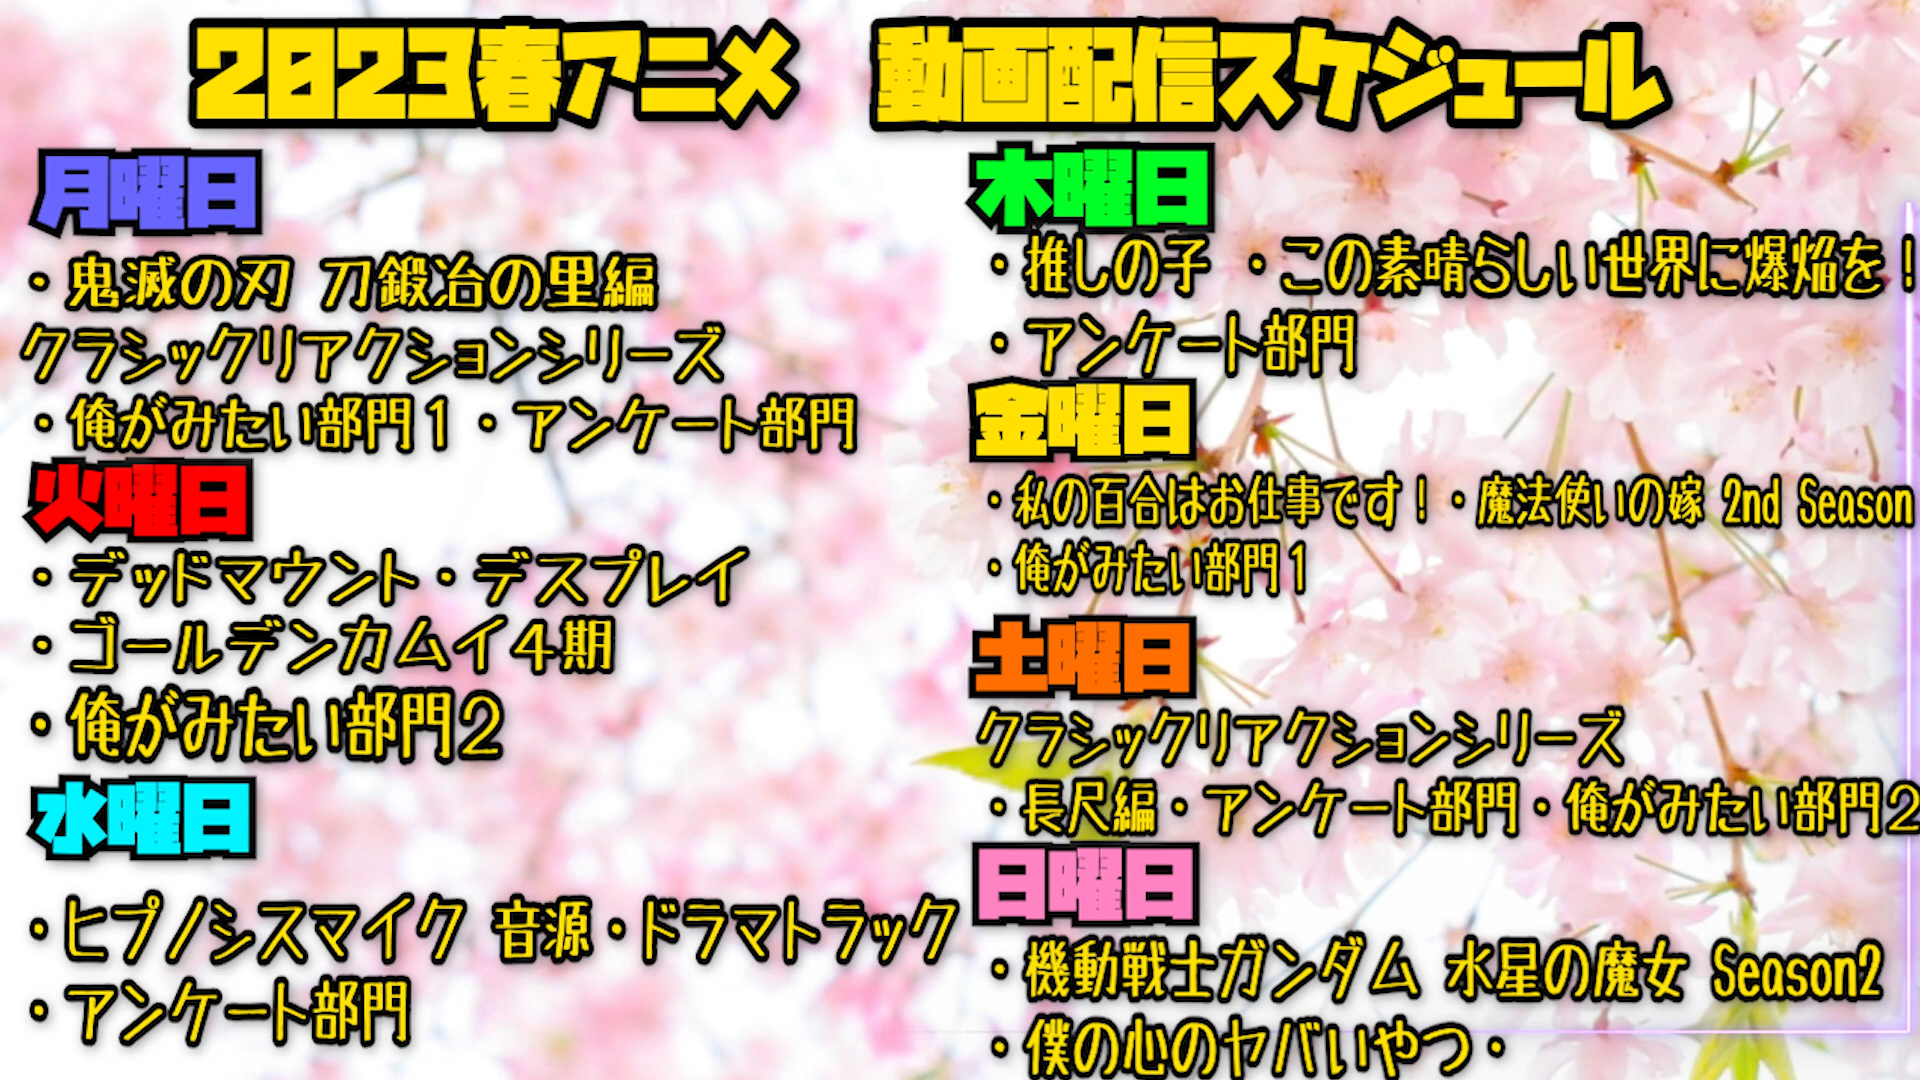 2023春アニメ 動画配信スケジュール
月曜日
・鬼滅の刃 刀鍛冶の里編
クラシックリアクションシリーズ
・俺がみたい部門1・アンケート部門
火曜日
・デッドマウント・デスプレイ
・ゴールデンカムイ4期
・俺がみたい部門2
水曜日
・ヒプノシスマイク 音源・ドラマトラック
・アンケート部門
木曜日
・推しの子 ・この素晴らしい世界に爆焔を！
・アンケート部門
金曜日
・私の百合はお仕事です！・魔法使いの嫁 2nd Season
・俺がみたい部門1
土曜日
クラシックリアクションシリーズ
・長尺編・アンケート部門・俺がみたい部門2
日曜日
・機動戦士ガンダム 水星の魔女 Season2
・僕の心のヤバいやつ・